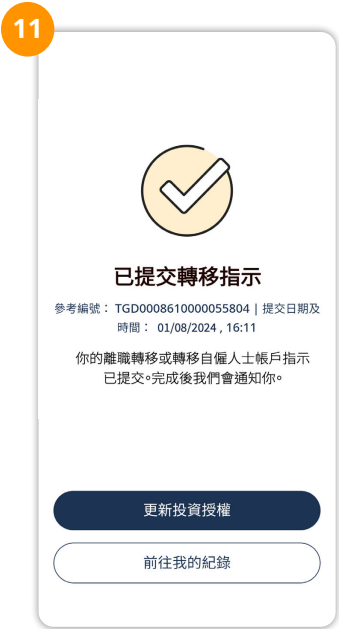 11
已提交轉移指示
參考編號： TGD0008610000055804 | 提交日期及
時間： 01/08/2024 , 16:11
你的離職轉移或轉移自僱人士帳戶指示
已提交。完成後我們會通知你。
更新投資授權
前往我的紀錄